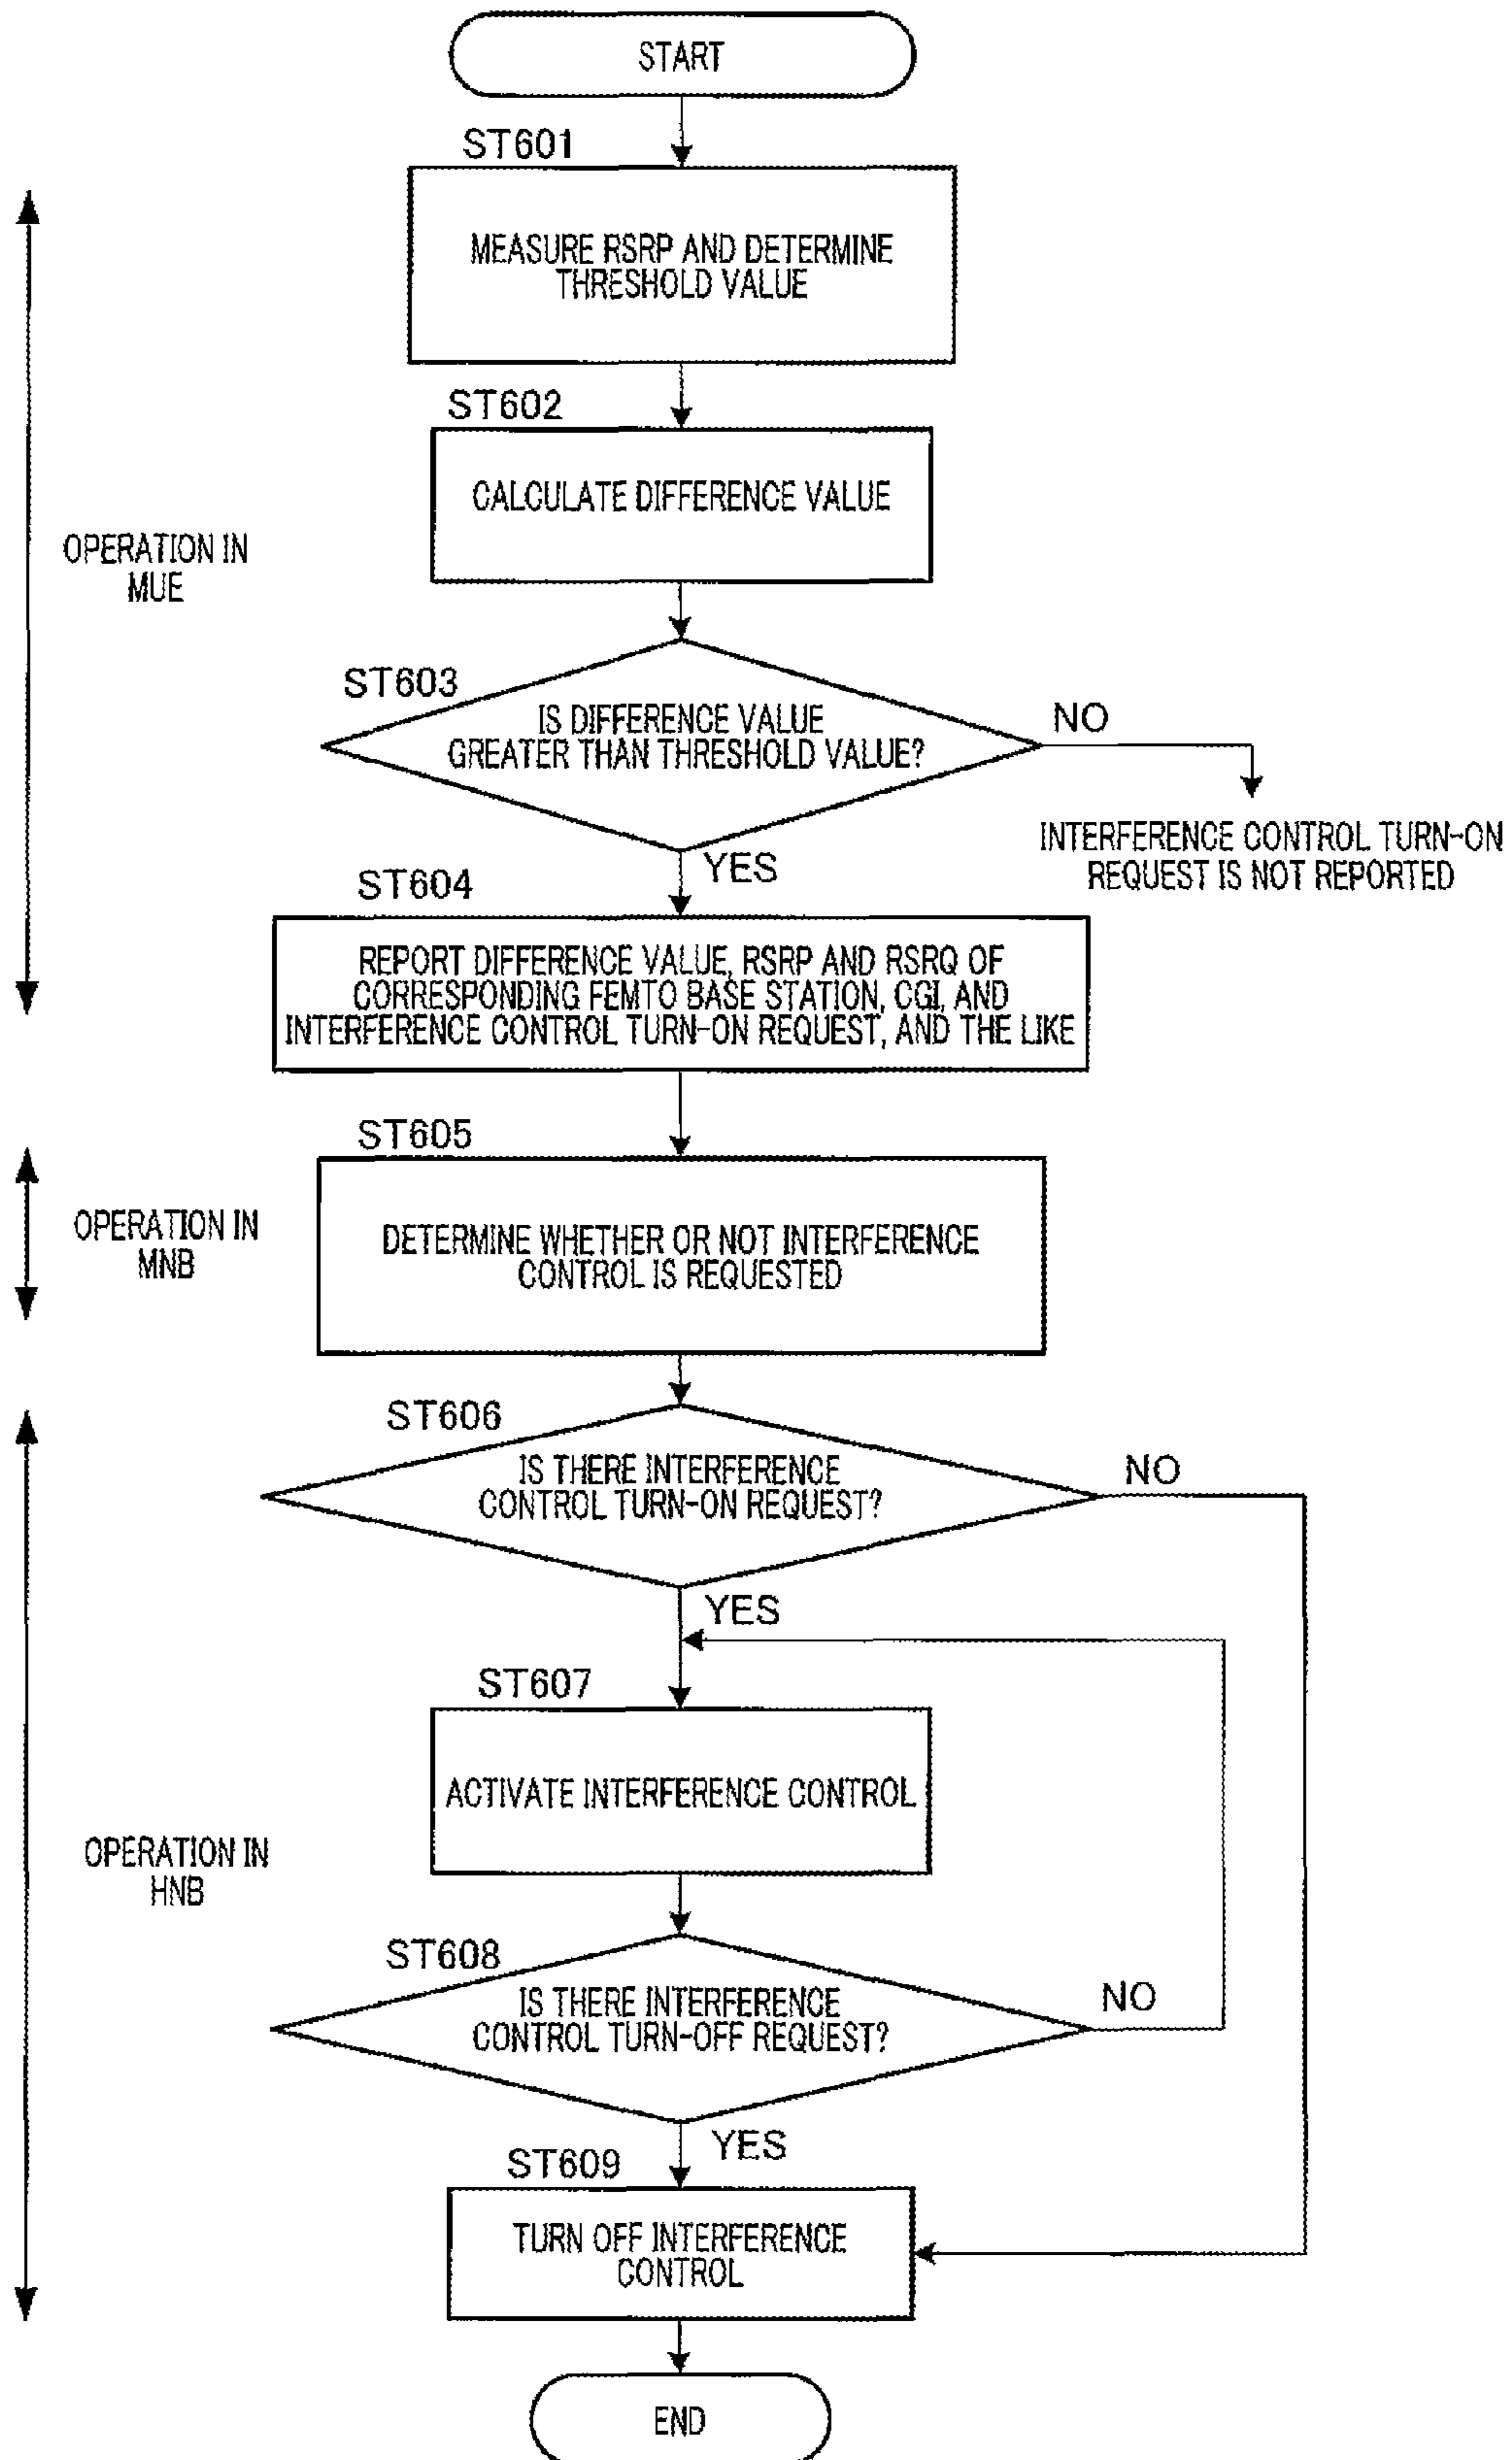 START
ST601
MEASURE RSRP AND DETERMINE
THRESHOLD VALUE
ST602
CALCULATE DIFFERENCE VALUE
OPERATION IN
MUE
ST603
IS DIFFERENCE VALUE
GREATER THAN THRESHOLD VALUE?
NO
INTERFERENCE CONTROL TURN-ON
REQUEST IS NOT REPORTED
YES
ST604
REPORT DIFFERENCE VALUE, RSRP AND RSRQ OF
CORRESPONDING FEMTO BASE STATION, CGI, AND
INTERFERENCE CONTROL TURN-ON REQUEST, AND THE LIKE
ST605
OPERATION IN
MNB
DETERMINE WHETHER OR NOT INTERFERENCE
CONTROL IS REQUESTED
ST606
IS THERE INTERFERENCE
CONTROL TURN-ON REQUEST?
NO
YES
ST607
ACTIVATE INTERFERENCE CONTROL
OPERATION IN
HNB
ST608
IS THERE INTERFERENCE
CONTROL TURN-OFF REQUEST?
NO
YES
ST609
TURN OFF INTERFERENCE
CONTROL
END